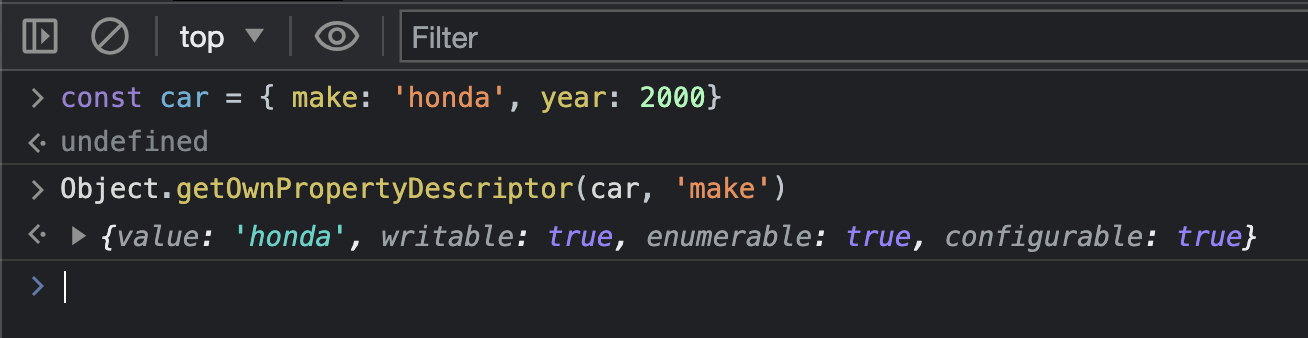 top Filter
const car = { make: 'honda', year: 2000}
undefined
Object.getOwnPropertyDescriptor(car, 'make')
{value: 'honda', writable: true, enumerable: true, configurable: true}